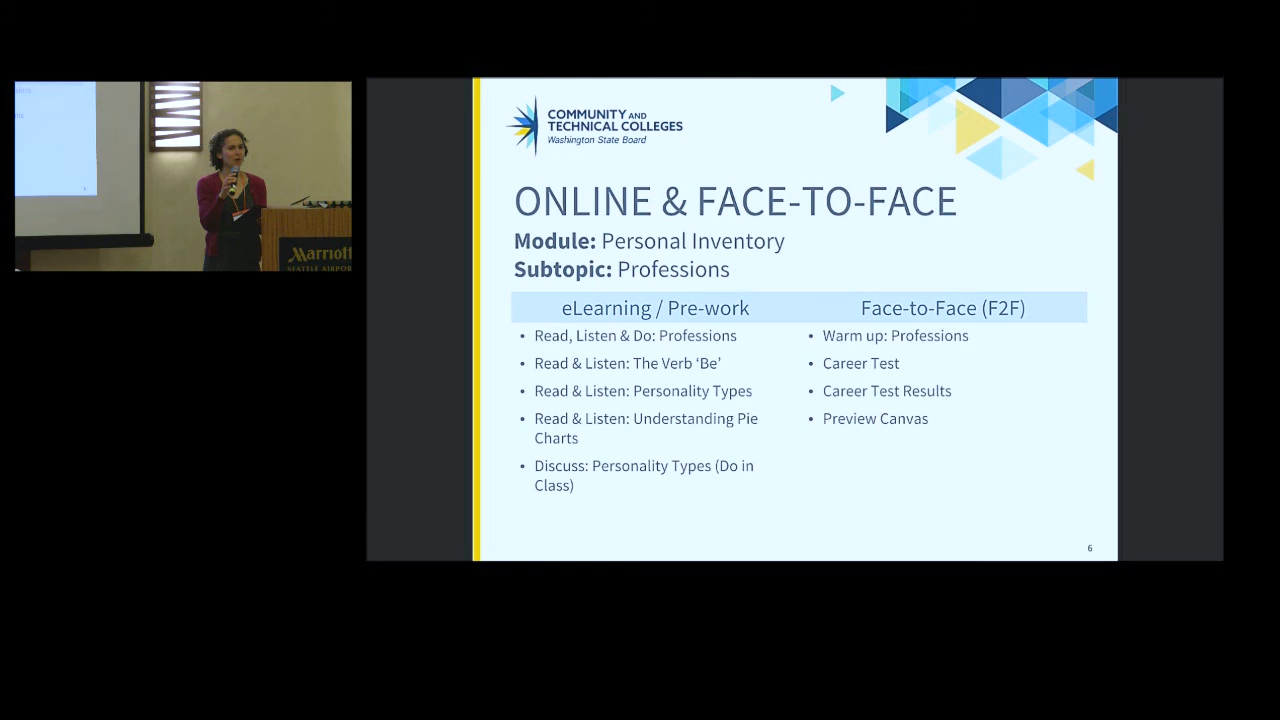 Marriott
SEATTLE AIRPORT
COMMUNITY AND
TECHNICAL COLLEGES
Washington State Board
ONLINE & FACE-TO-FACE
Module: Personal Inventory
Subtopic: Professions
eLearning / Pre-work
• Read, Listen & Do: Professions
• Read & Listen: The Verb ‘Be’
• Read & Listen: Personality Types
• Read & Listen: Understanding Pie
Charts
• Discuss: Personality Types (Do in
Class)
Face-to-Face (F2F)
• Warm up: Professions
• Career Test
• Career Test Results
• Preview Canvas
6